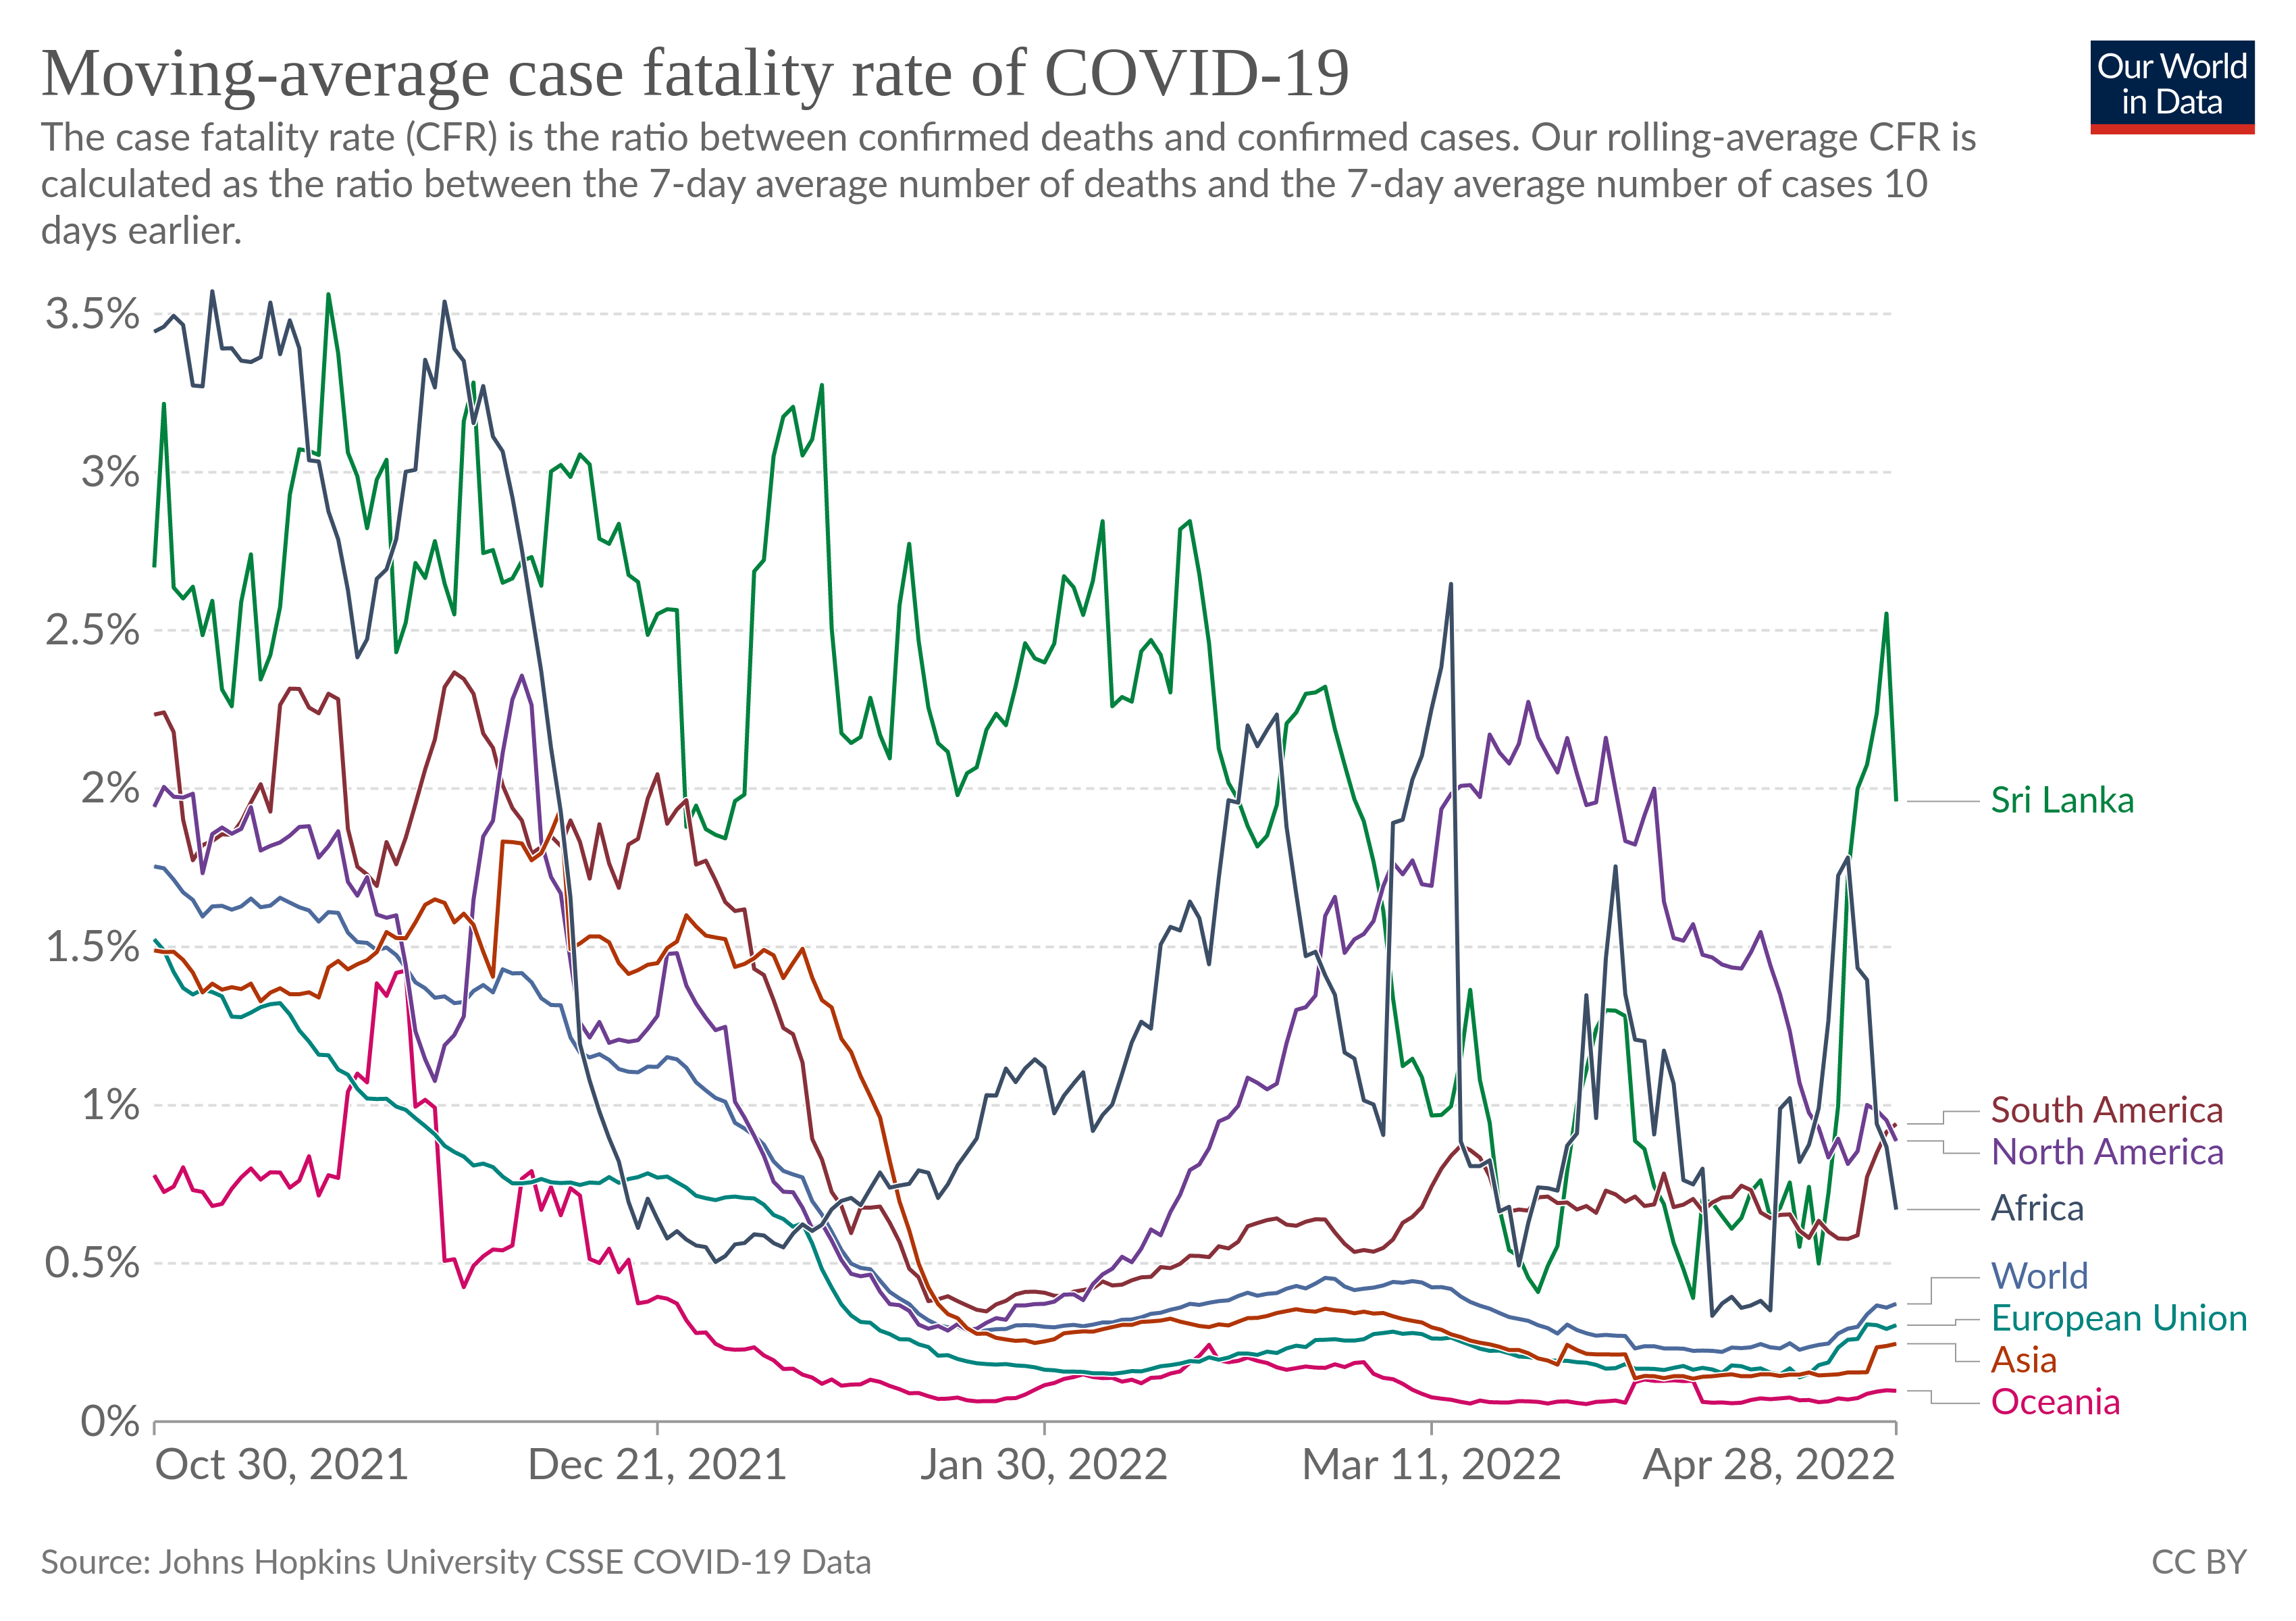 Moving-average case fatality rate of COVID-19
Our World
in Data
The case fatality rate (CFR) is the ratio between confirmed deaths and confirmed cases. Our rolling-average CFR is
calculated as the ratio between the 7-day average number of deaths and the 7-day average number of cases 10
days earlier.
3.5%
3%
2.5%
2%
1.5%
1%
0.5%
0%
Sri Lanka
South America
North America
Africa
World
European Union
Asia
Oceania
Oct 30, 2021
Dec 21, 2021
Jan 30, 2022
Mar 11, 2022
Apr 28, 2022
Source: Johns Hopkins University CSSE COVID-19 Data
CC BY